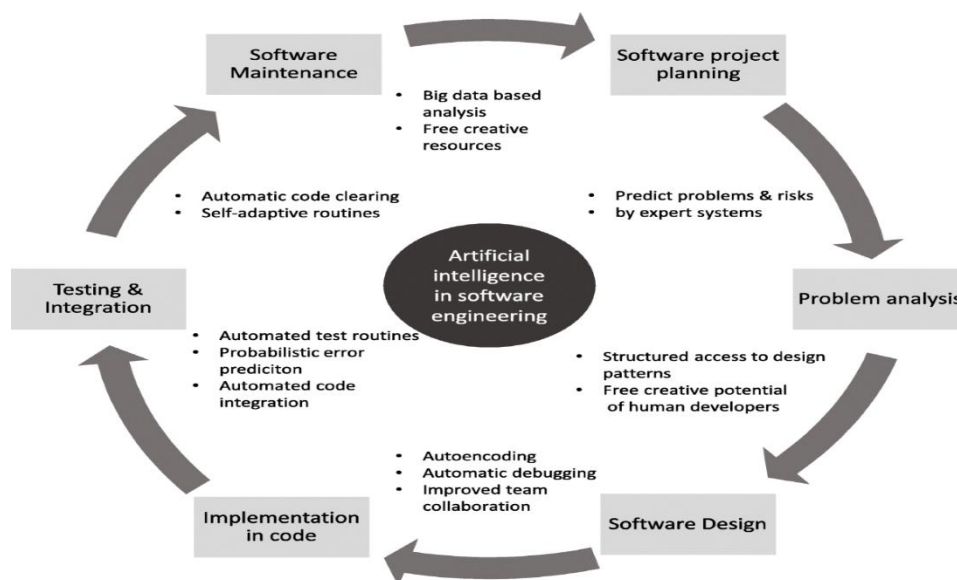 Software
Maintenance
Software project
planning
• Big data based
analysis
• Free creative
resources
• Automatic code clearing
• Self-adaptive routines
• Predict problems & risks
• by expert systems
Artificial
intelligence
in software
engineering
Testing &
Integration
Problem analysis
• Automated test routines
• Probabilistic error
prediciton
• Automated code
integration
• Structured access to design
patterns
• Free creative potential
of human developers
• Autoencoding
• Automatic debugging
• Improved team
collaboration
Implementation
in code
Software Design